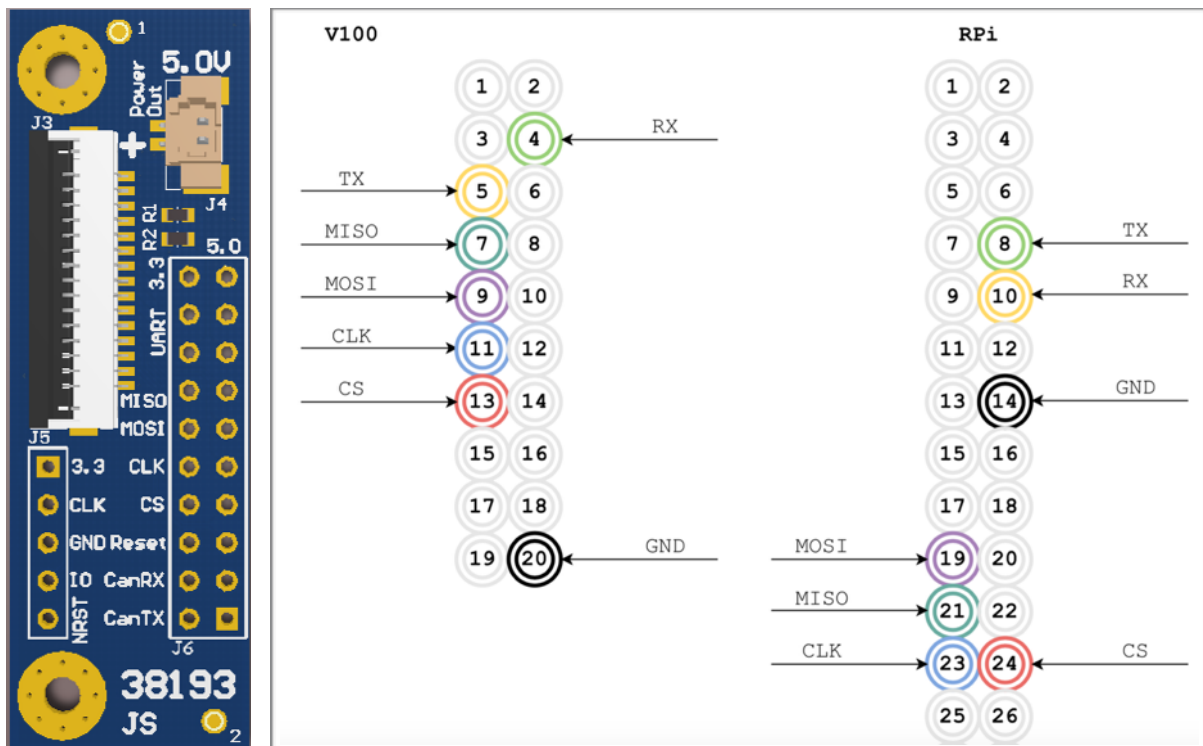 1
5.0V
Power
Out
J3
+
J4
R1
R2
5.0
3.3
UART
MISO
MOSI
J5
3.3 CLK
CLK CS
GND Reset
IO CanRX
NRST CanTX
J6
38193
JS
2
V100
1 2
3 4 RX
TX 5 6
MISO 7 8
MOSI 9 10
CLK 11 12
CS 13 14
15 16
17 18
19 20 GND
RPi
1 2
3 4
5 6
7 8 TX
9 10 RX
11 12
13 14 GND
15 16
17 18
MOSI 19 20
MISO 21 22
CLK 23 24 CS
25 26